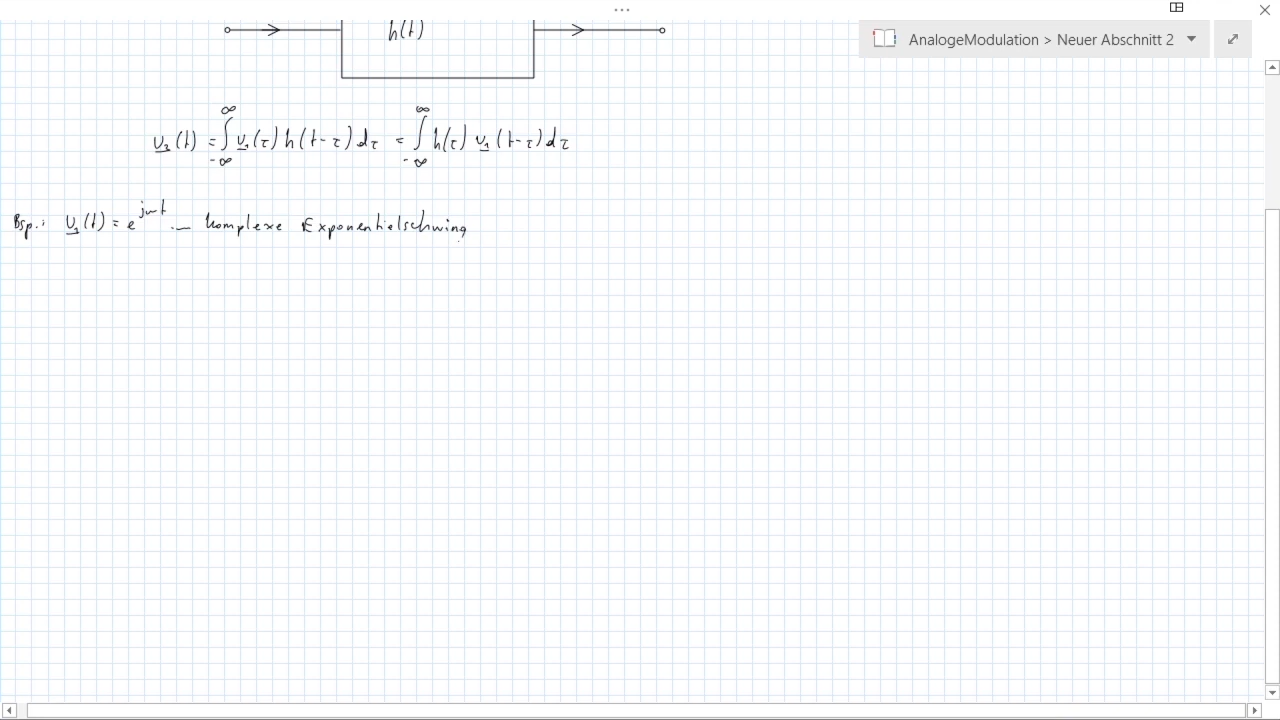 ...
h(t)
AnalogeModulation > Neuer Abschnitt 2
u₂(t) = ∫_{-∞}^{∞} u₁(τ) h(t-τ) dτ = ∫_{-∞}^{∞} h(τ) u₁(t-τ) dτ
Bsp.: u₁(t) = e^{jωt} … komplexe Exponentialschwing